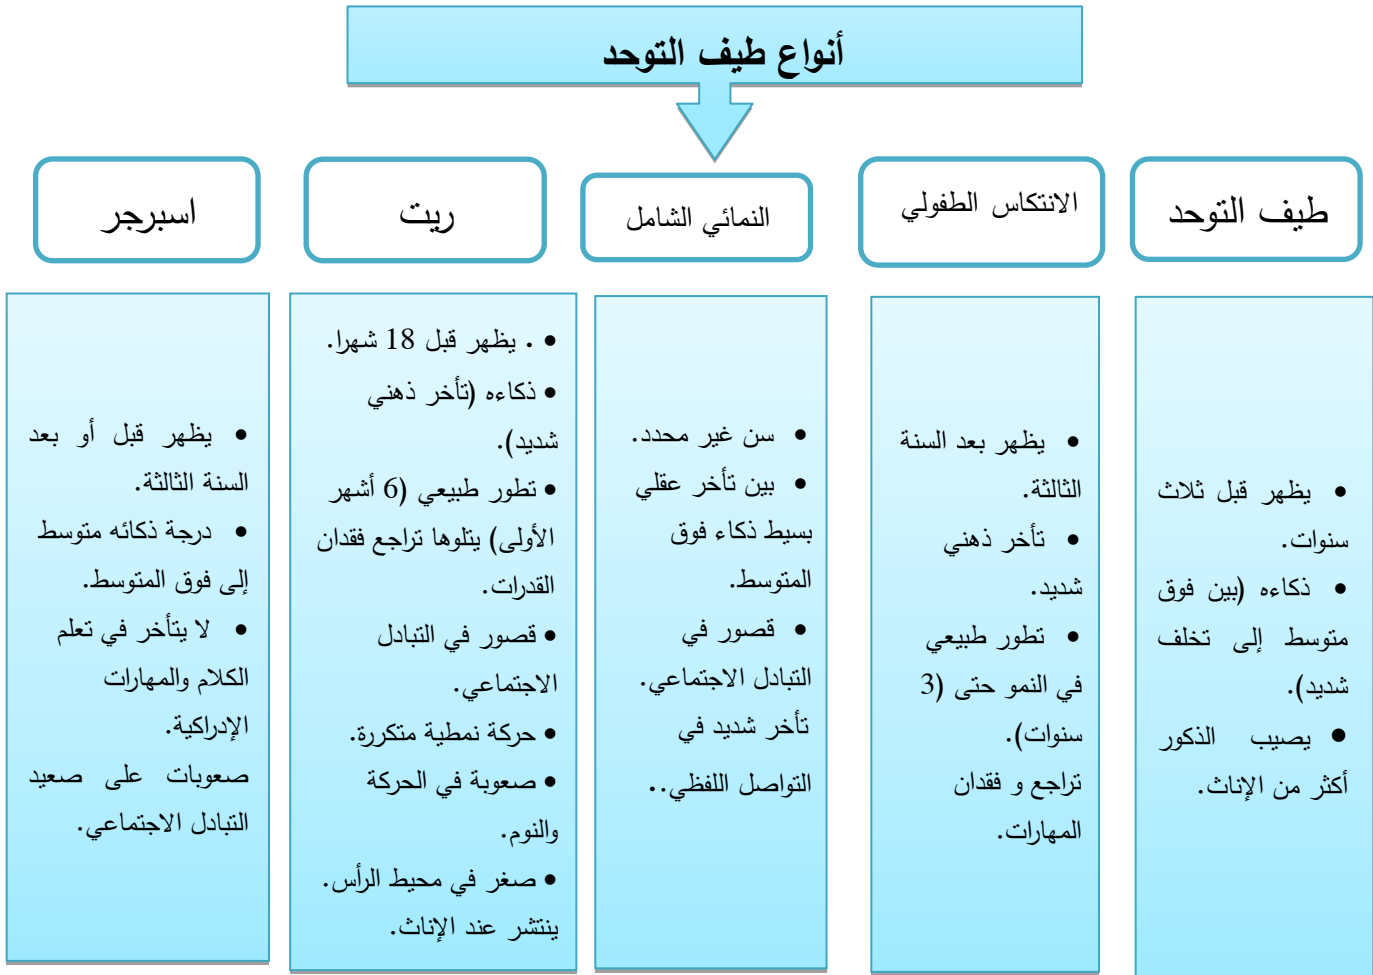 أنواع طيف التوحد
طيف التوحد
الانتكاس الطفولي
النمائي الشامل
ريت
اسبرجر
• يظهر قبل ثلاث
سنوات.
• ذكاءه (بين فوق
متوسط إلى تخلف
شديد).
• يصيب الذكور
أكثر من الإناث.
• يظهر بعد السنة
الثالثة.
• تأخر ذهني
شديد.
• تطور طبيعي
في النمو حتى (3
سنوات).
تراجع و فقدان
المهارات.
• سن غير محدد.
• بين تأخر عقلي
بسيط ذكاء فوق
المتوسط.
• قصور في
التبادل الاجتماعي.
تأخر شديد في
التواصل اللفظي..
• . يظهر قبل 18 شهرا.
• ذكاءه (تأخر ذهني
شديد).
• تطور طبيعي (6 أشهر
الأولى) يتلوها تراجع فقدان
القدرات.
• قصور في التبادل
الاجتماعي.
• حركة نمطية متكررة.
• صعوبة في الحركة
والنوم.
• صغر في محيط الرأس.
ينتشر عند الإناث.
• يظهر قبل أو بعد
السنة الثالثة.
• درجة ذكائه متوسط
إلى فوق المتوسط.
• لا يتأخر في تعلم
الكلام والمهارات
الإدراكية.
صعوبات على صعيد
التبادل الاجتماعي.